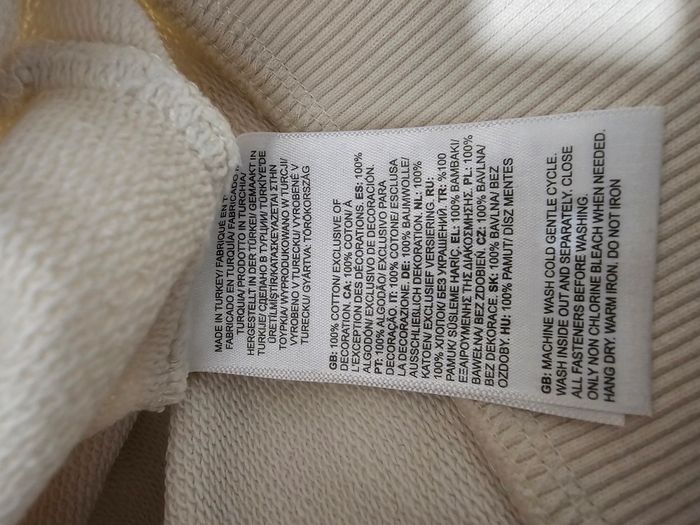 MADE IN TURKEY/ FABRIQUÉ EN
FABRICADO EN TURQUÍA/ FABRICADO
TURQUIA/ PRODOTTO IN TURCHIA/
HERGESTELLT IN DER TÜRKEI/ GEMAAKT IN
TURKIJE/ СДЕЛАНО В ТУРЦИИ/ TÜRKİYE'DE
ÜRETİLMİŞTİR/ΚΑΤΑΣΚΕΥΑΖΕΤΑΙ ΣΤΗΝ
ΤΟΥΡΚΙΑ/ WYPRODUKOWANO W TURCJI/
VYROBENO V TURECKU/ VYROBENÉ V
TURECKU/ GYÁRTVA: TÖRÖKORSZÁG
GB: 100% COTTON/ EXCLUSIVE OF
DECORATION. CA: 100% COTON/ À
L'EXCEPTION DES DÉCORATIONS. ES: 100%
ALGODÓN/ EXCLUSIVO DE DECORACIÓN.
PT: 100% ALGODÃO/ EXCLUSIVO PARA
DECORAÇÃO. IT: 100% COTONE/ ESCLUSA
LA DECORAZIONE. DE: 100% BAUMWOLLE/
AUSSCHLIEßLICH DEKORATION. NL: 100%
KATOEN/ EXCLUSIEF VERSIERING. RU:
100% ХЛОПОК/ БЕЗ УКРАШЕНИЙ. TR: %100
PAMUK/ SÜSLEME HARİÇ. EL: 100% ΒΑΜΒΑΚΙ/
ΕΞΑΙΡΟΥΜΕΝΗΣ ΤΗΣ ΔΙΑΚΟΣΜΗΣΗΣ. PL: 100%
BAWEŁNA/ BEZ ZDOBIEŃ. CZ: 100% BAVLNA/
BEZ DEKORACE. SK: 100% BAVLNA/ BEZ
OZDOBY. HU: 100% PAMUT/ DÍSZ MENTES
GB: MACHINE WASH COLD GENTLE CYCLE.
WASH INSIDE OUT AND SEPARATELY. CLOSE
ALL FASTENERS BEFORE WASHING.
ONLY NON CHLORINE BLEACH WHEN NEEDED.
HANG DRY. WARM IRON. DO NOT IRON